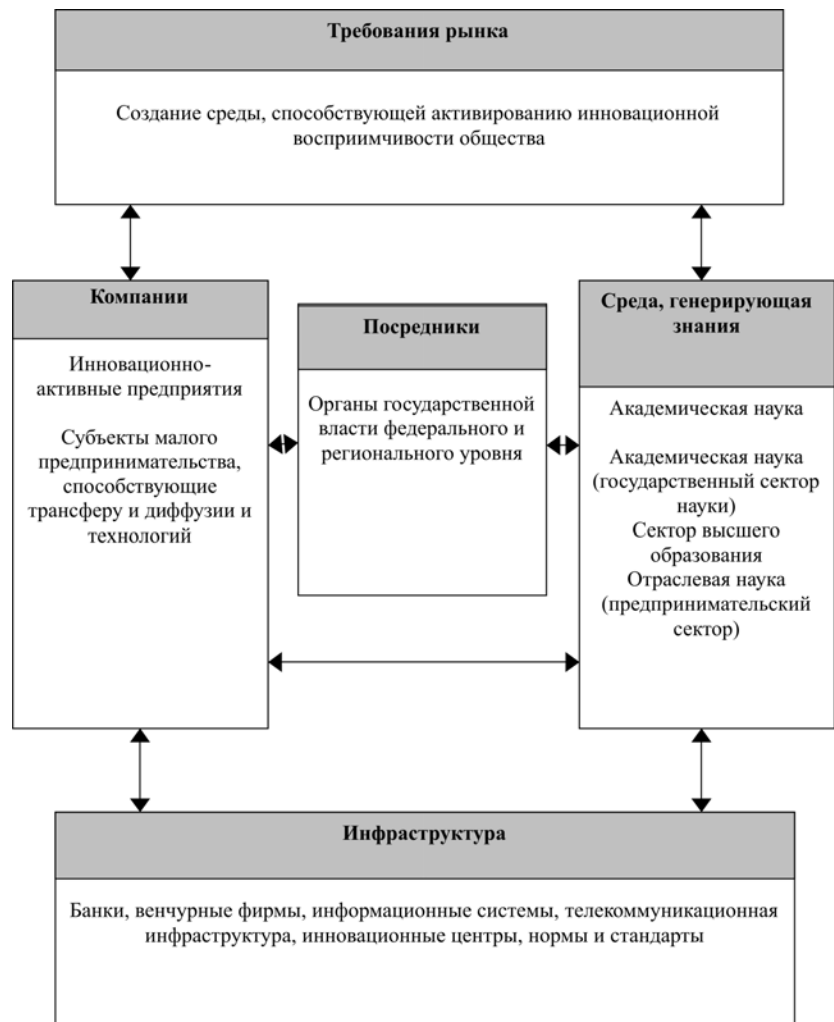 Требования рынка
Создание среды, способствующей активированию инновационной
восприимчивости общества
Компании
Инновационно-
активные предприятия
Субъекты малого
предпринимательства,
способствующие
трансферу и диффузии и
технологий
Посредники
Органы государственной
власти федерального и
регионального уровня
Среда, генерирующая
знания
Академическая наука
Академическая наука
(государственный сектор
науки)
Сектор высшего
образования
Отраслевая наука
(предпринимательский
сектор)
Инфраструктура
Банки, венчурные фирмы, информационные системы, телекоммуникационная
инфраструктура, инновационные центры, нормы и стандарты